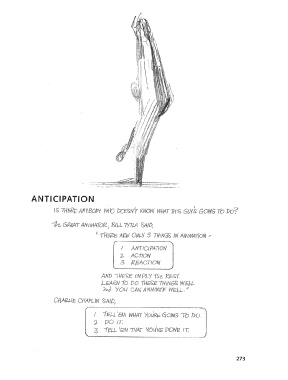 ANTICIPATION
IS THERE ANYBODY WHO DOESN'T KNOW WHAT THIS GUY'S GOING TO DO?
THE GREAT ANIMATOR, BILL TYTLA SAID,
"THERE ARE ONLY 3 THINGS IN ANIMATION -
1 ANTICIPATION
2 ACTION
3 REACTION
AND THESE IMPLY THE REST.
LEARN TO DO THESE THINGS WELL
AND YOU CAN ANIMATE WELL."
CHARLIE CHAPLIN SAID,
1 TELL 'EM WHAT YOU'RE GOING TO DO.
2 DO IT.
3 TELL 'EM THAT YOU'VE DONE IT.
273